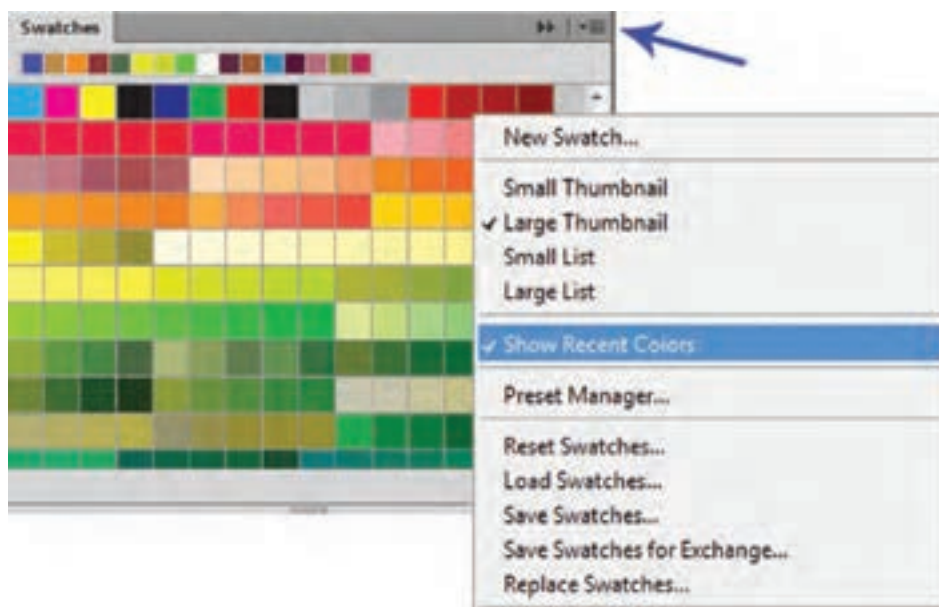 Swatches
New Swatch...
Small Thumbnail
Large Thumbnail
Small List
Large List
Show Recent Colors
Preset Manager...
Reset Swatches...
Load Swatches...
Save Swatches...
Save Swatches for Exchange...
Replace Swatches...